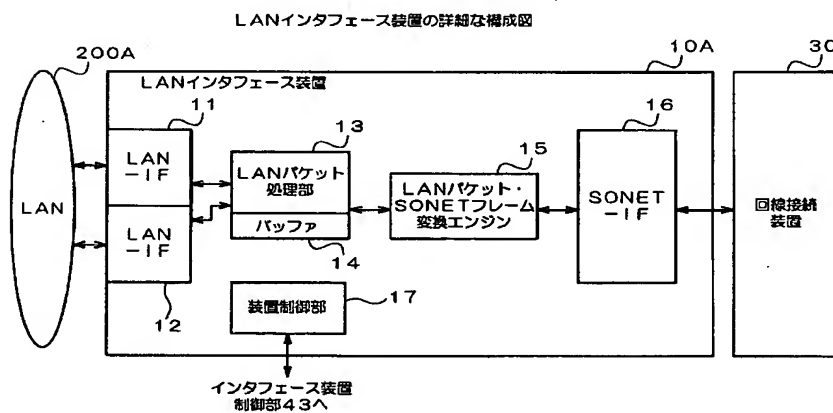 LANインタフェース装置の詳細な構成図
200A
10A
30
LANインタフェース装置
11
13
15
16
LAN
-IF
LANパケット
処理部
LANパケット・
SONETフレーム
変換エンジン
SONET
-IF
回線接続
装置
LAN
LAN
-IF
バッファ
14
12
装置制御部
17
インタフェース装置
制御部43へ